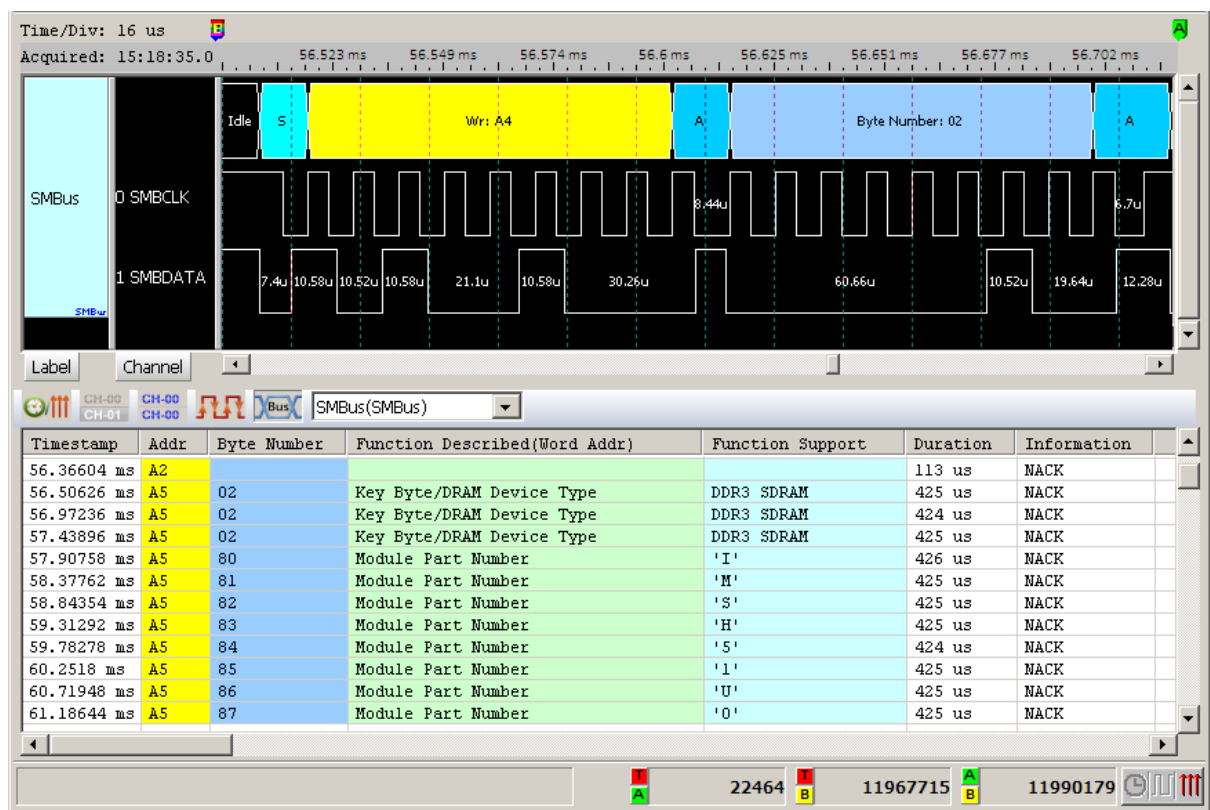 Time/Div: 16 us B A
Acquired: 15:18:35.0 56.523 ms 56.549 ms 56.574 ms 56.6 ms 56.625 ms 56.651 ms 56.677 ms 56.702 ms
Idle S Wr: A4 A Byte Number: 02 A
SMBus 0 SMBCLK 8.44u 6.7u
1 SMBDATA 7.4u 10.58u 10.52u 10.58u 21.1u 10.58u 30.26u 60.66u 10.52u 19.64u 12.28u
SMBus
Label Channel
CH-00 CH-01 CH-00 CH-00 Bus SMBus(SMBus)
Timestamp Addr Byte Number Function Described(Word Addr) Function Support Duration Information
56.36604 ms A2 113 us NACK
56.50626 ms A5 02 Key Byte/DRAM Device Type DDR3 SDRAM 425 us NACK
56.97236 ms A5 02 Key Byte/DRAM Device Type DDR3 SDRAM 424 us NACK
57.43896 ms A5 02 Key Byte/DRAM Device Type DDR3 SDRAM 425 us NACK
57.90758 ms A5 80 Module Part Number 'I' 426 us NACK
58.37762 ms A5 81 Module Part Number 'M' 425 us NACK
58.84354 ms A5 82 Module Part Number 'S' 425 us NACK
59.31292 ms A5 83 Module Part Number 'H' 425 us NACK
59.78278 ms A5 84 Module Part Number '5' 424 us NACK
60.2518 ms A5 85 Module Part Number '1' 425 us NACK
60.71948 ms A5 86 Module Part Number 'U' 425 us NACK
61.18644 ms A5 87 Module Part Number '0' 425 us NACK
T A 22464 T B 11967715 A B 11990179